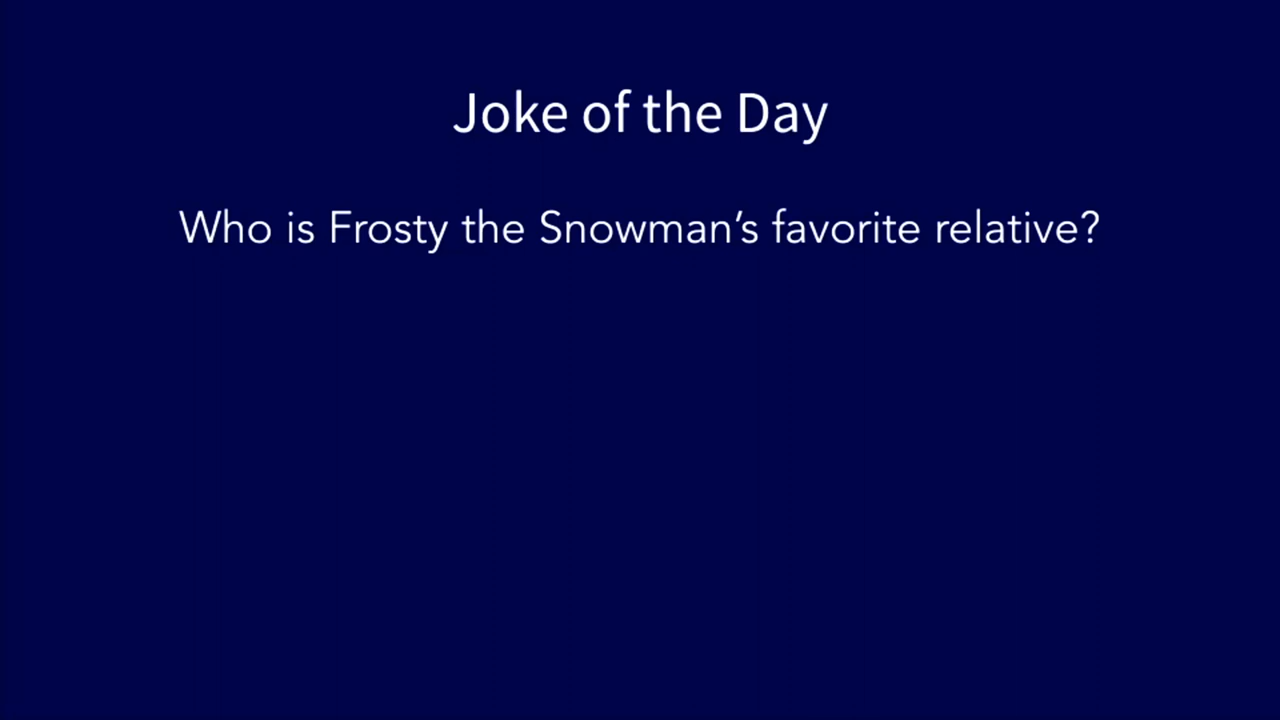 Joke of the Day
Who is Frosty the Snowman’s favorite relative?